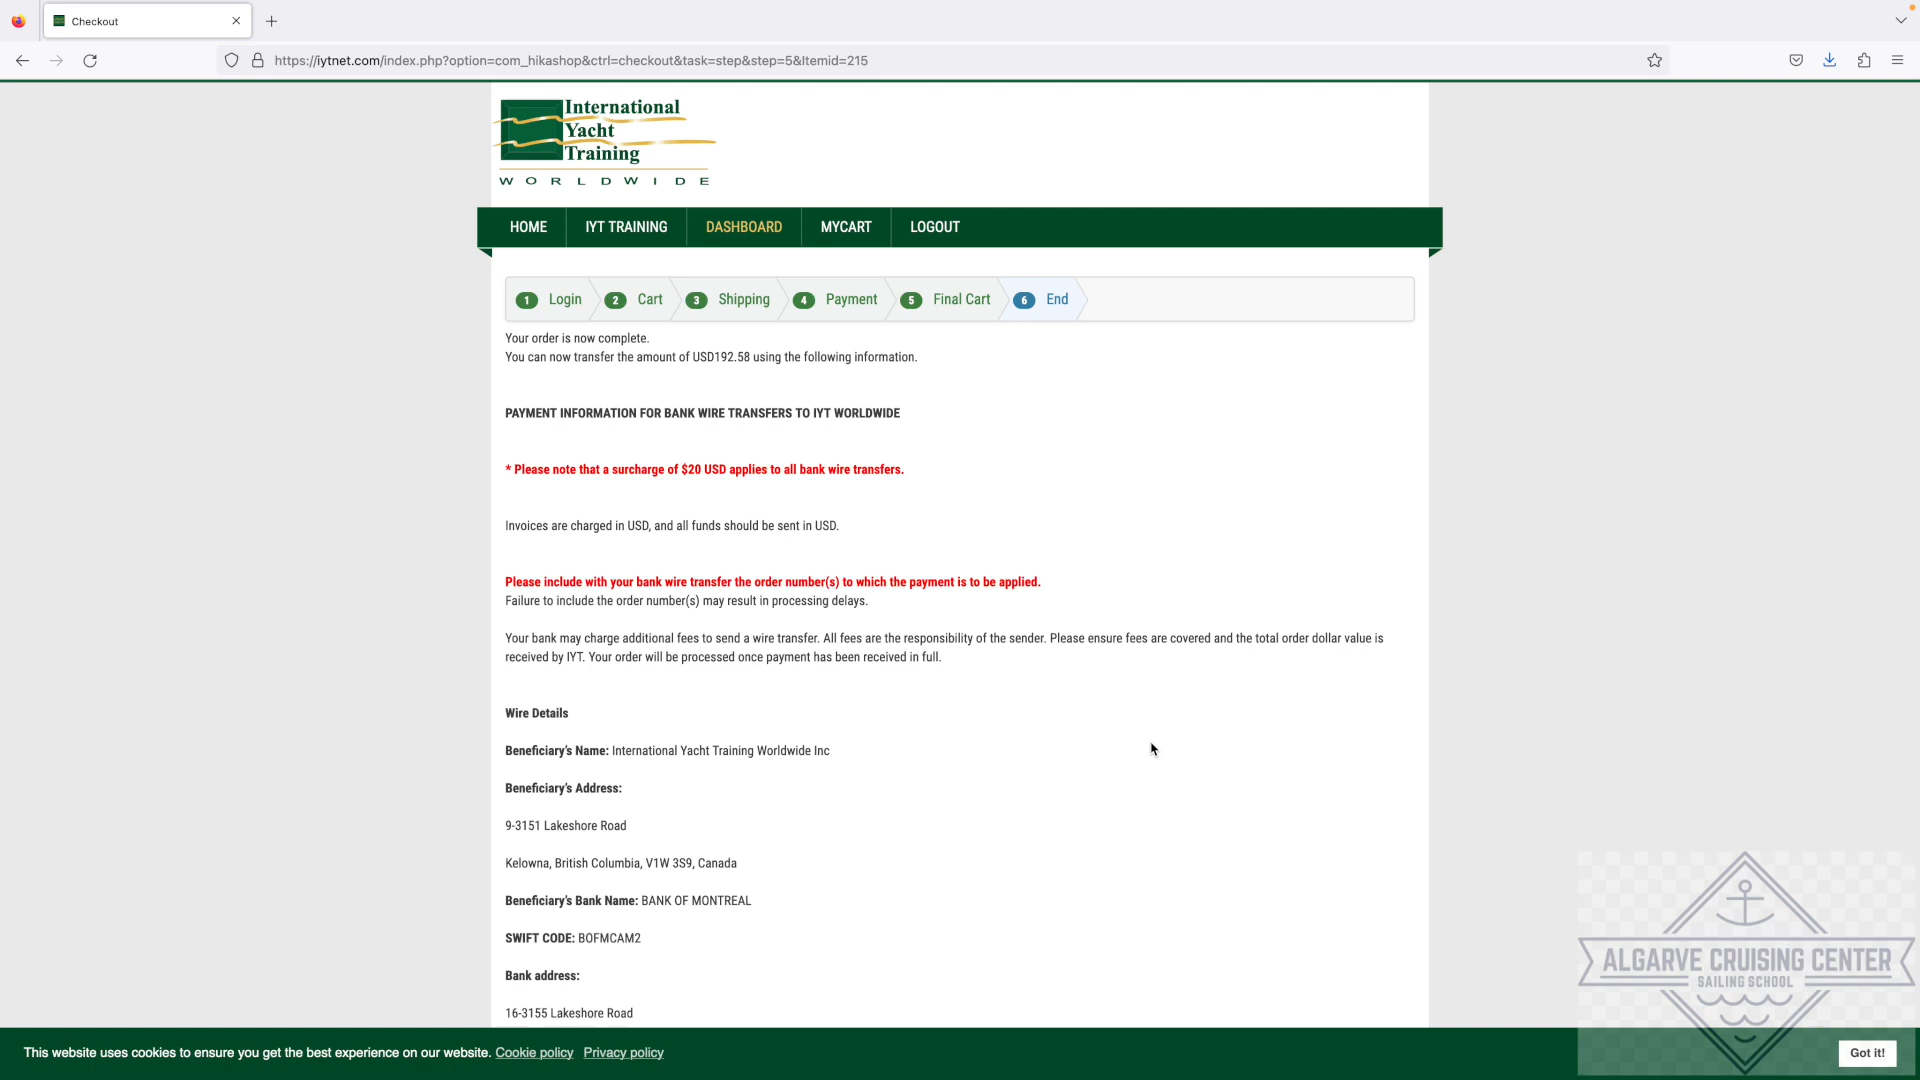 Checkout
https://iytnet.com/index.php?option=com_hikashop&ctrl=checkout&task=step&step=5&Itemid=215
International
Yacht
Training
WORLDWIDE
HOME IYT TRAINING DASHBOARD MYCART LOGOUT
1 Login 2 Cart 3 Shipping 4 Payment 5 Final Cart 6 End
Your order is now complete.
You can now transfer the amount of USD192.58 using the following information.
PAYMENT INFORMATION FOR BANK WIRE TRANSFERS TO IYT WORLDWIDE
* Please note that a surcharge of $20 USD applies to all bank wire transfers.
Invoices are charged in USD, and all funds should be sent in USD.
Please include with your bank wire transfer the order number(s) to which the payment is to be applied.
Failure to include the order number(s) may result in processing delays.
Your bank may charge additional fees to send a wire transfer. All fees are the responsibility of the sender. Please ensure fees are covered and the total order dollar value is
received by IYT. Your order will be processed once payment has been received in full.
Wire Details
Beneficiary's Name: International Yacht Training Worldwide Inc
Beneficiary's Address:
9-3151 Lakeshore Road
Kelowna, British Columbia, V1W 3S9, Canada
Beneficiary's Bank Name: BANK OF MONTREAL
SWIFT CODE: BOFMCAM2
Bank address:
16-3155 Lakeshore Road
ALGARVE CRUISING CENTER
SAILING SCHOOL
This website uses cookies to ensure you get the best experience on our website. Cookie policy Privacy policy
Got it!